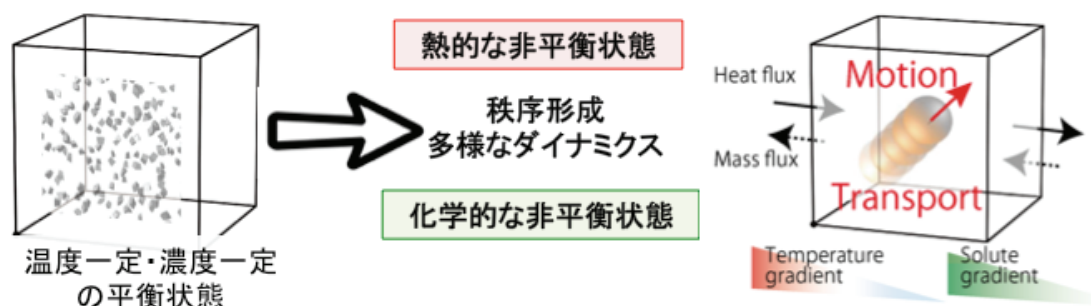 温度一定・濃度一定
の平衡状態
熱的な非平衡状態
秩序形成
多様なダイナミクス
化学的な非平衡状態
Heat flux
Motion
Mass flux
Transport
Temperature
gradient
Solute
gradient